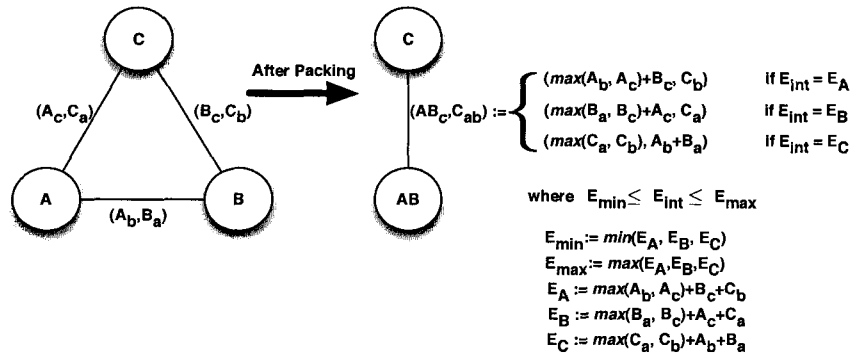 C
C
After Packing
(A_c,C_a)
(B_c,C_b)
A
B
(A_b,B_a)
AB
(AB_c,C_ab) :=
(max(A_b, A_c)+B_c, C_b) if E_int = E_A
(max(B_a, B_c)+A_c, C_a) if E_int = E_B
(max(C_a, C_b), A_b+B_a) if E_int = E_C
where E_min ≤ E_int ≤ E_max
E_min := min(E_A, E_B, E_C)
E_max := max(E_A,E_B,E_C)
E_A := max(A_b, A_c)+B_c+C_b
E_B := max(B_a, B_c)+A_c+C_a
E_C := max(C_a, C_b)+A_b+B_a